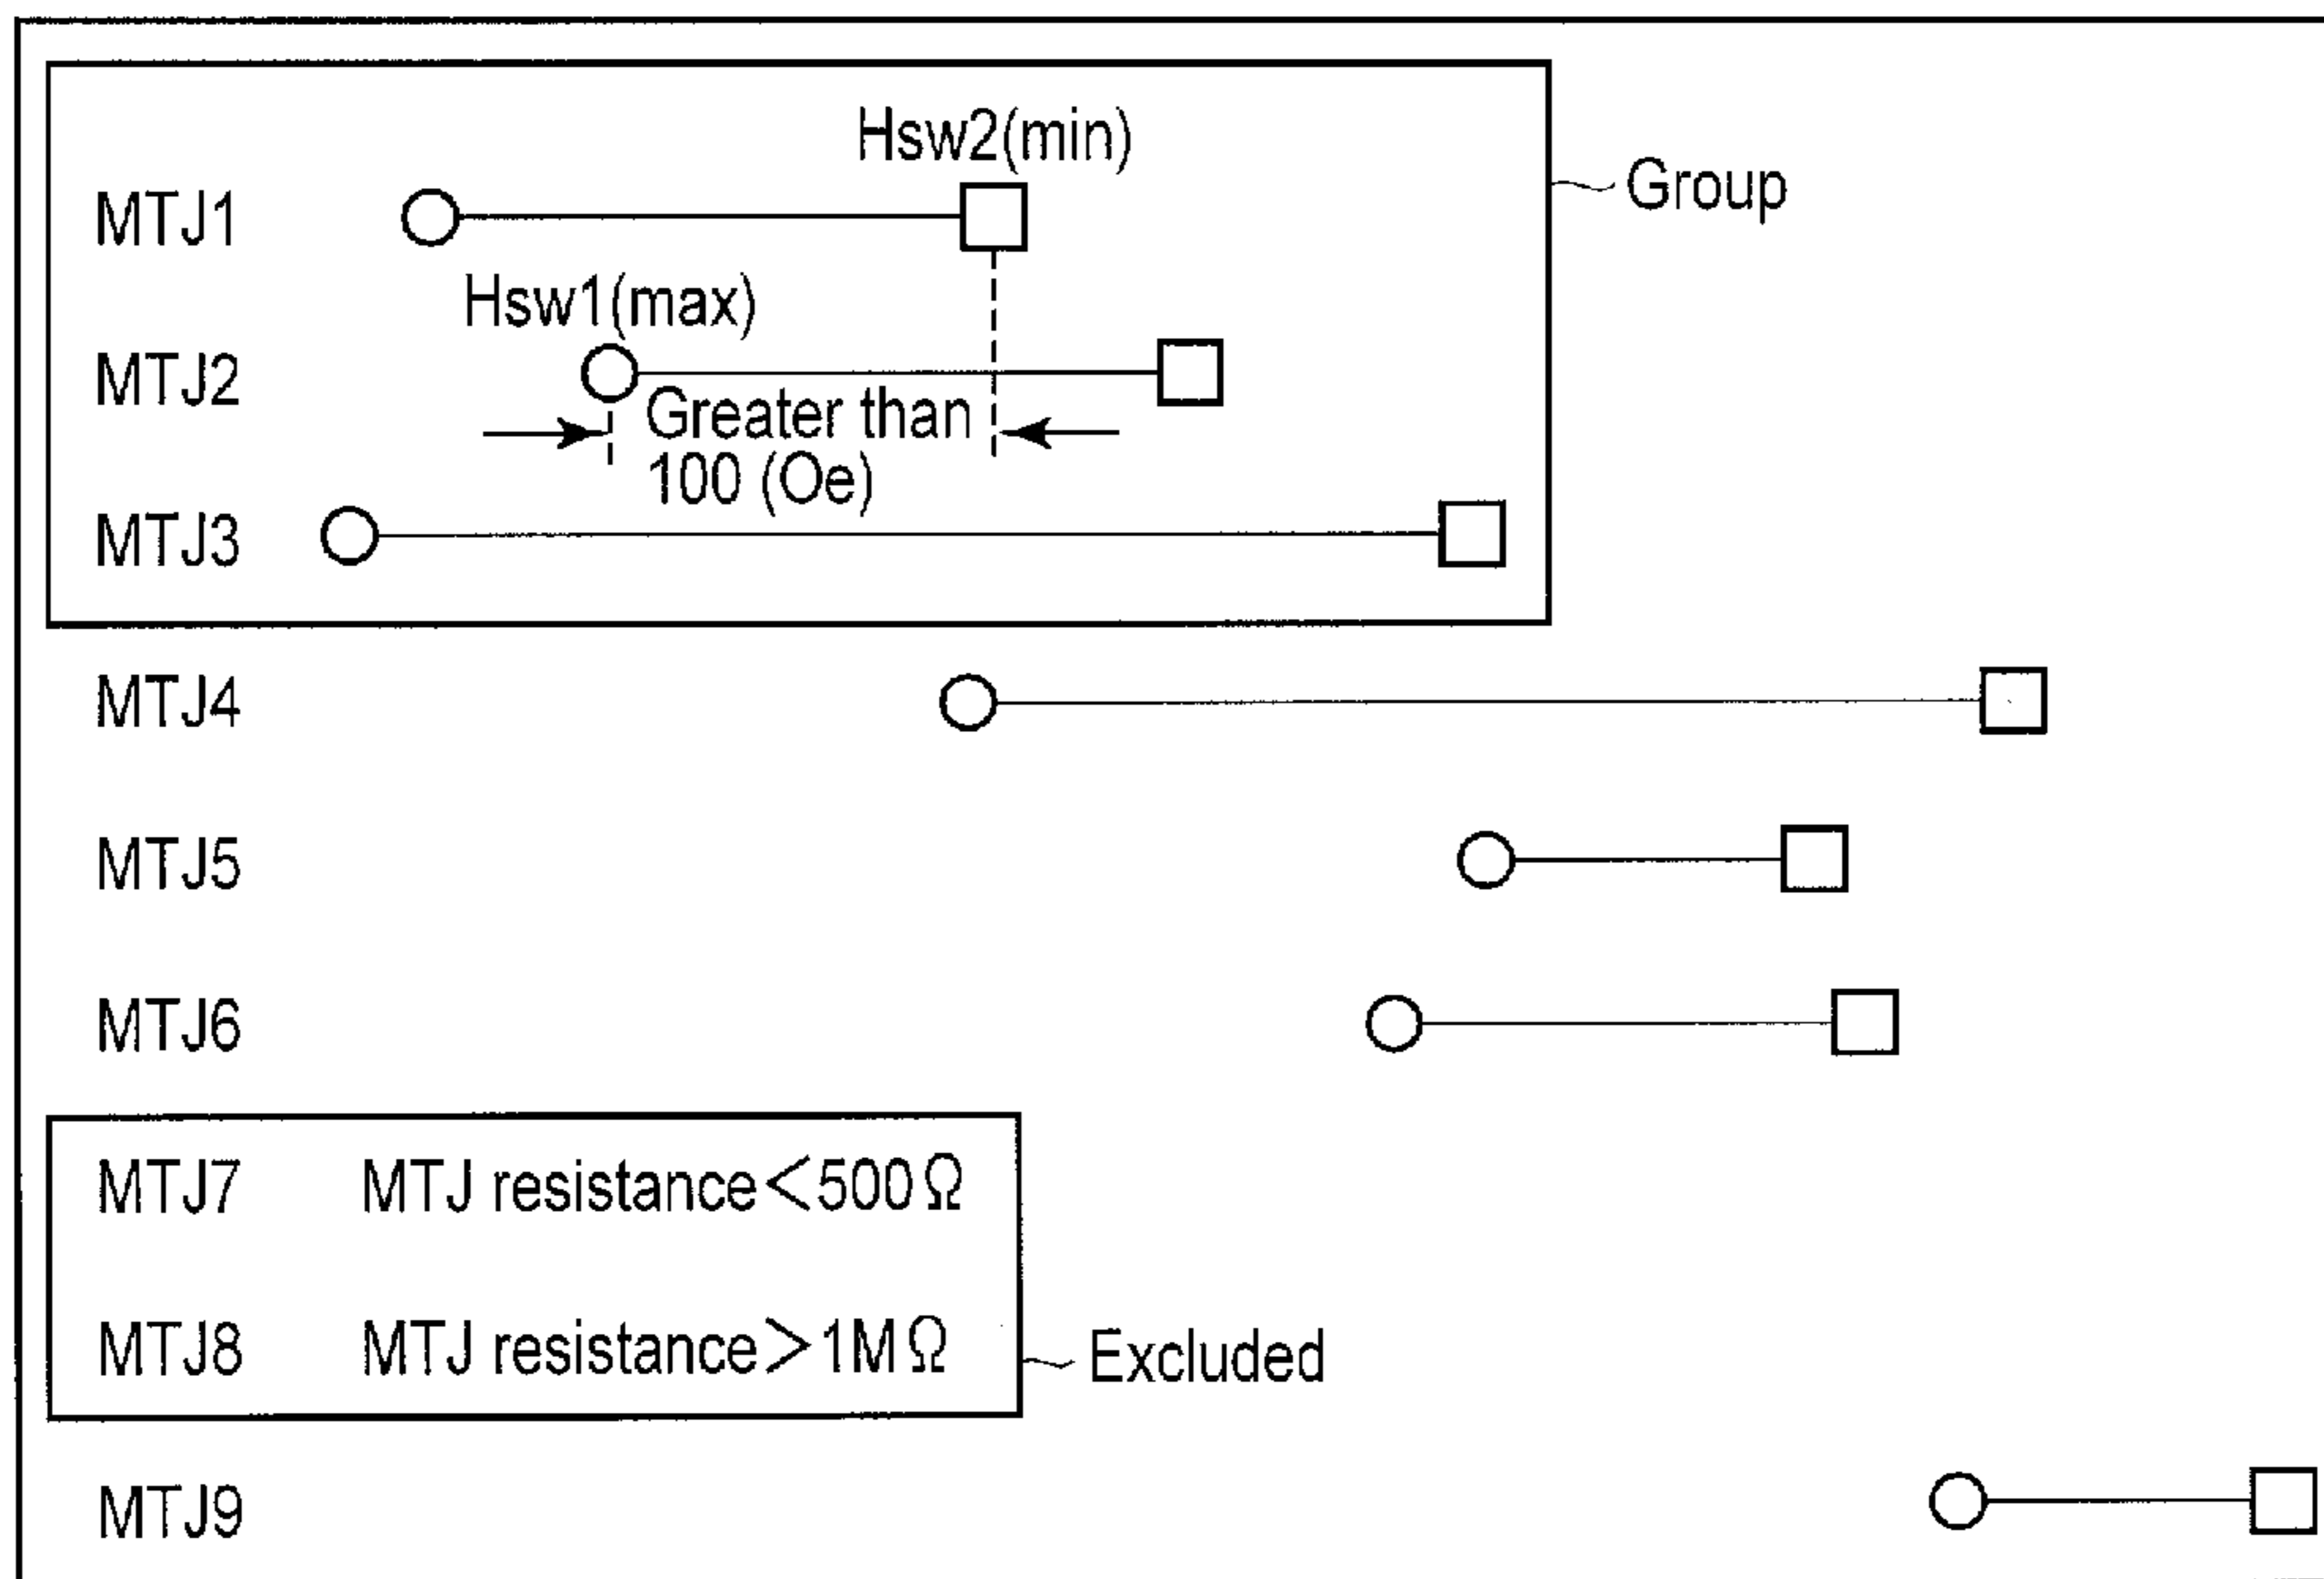 Hsw2(min)
Group
MTJ1
Hsw1(max)
MTJ2
Greater than
100 (Oe)
MTJ3
MTJ4
MTJ5
MTJ6
MTJ7 MTJ resistance<500Ω
MTJ8 MTJ resistance>1MΩ
Excluded
MTJ9